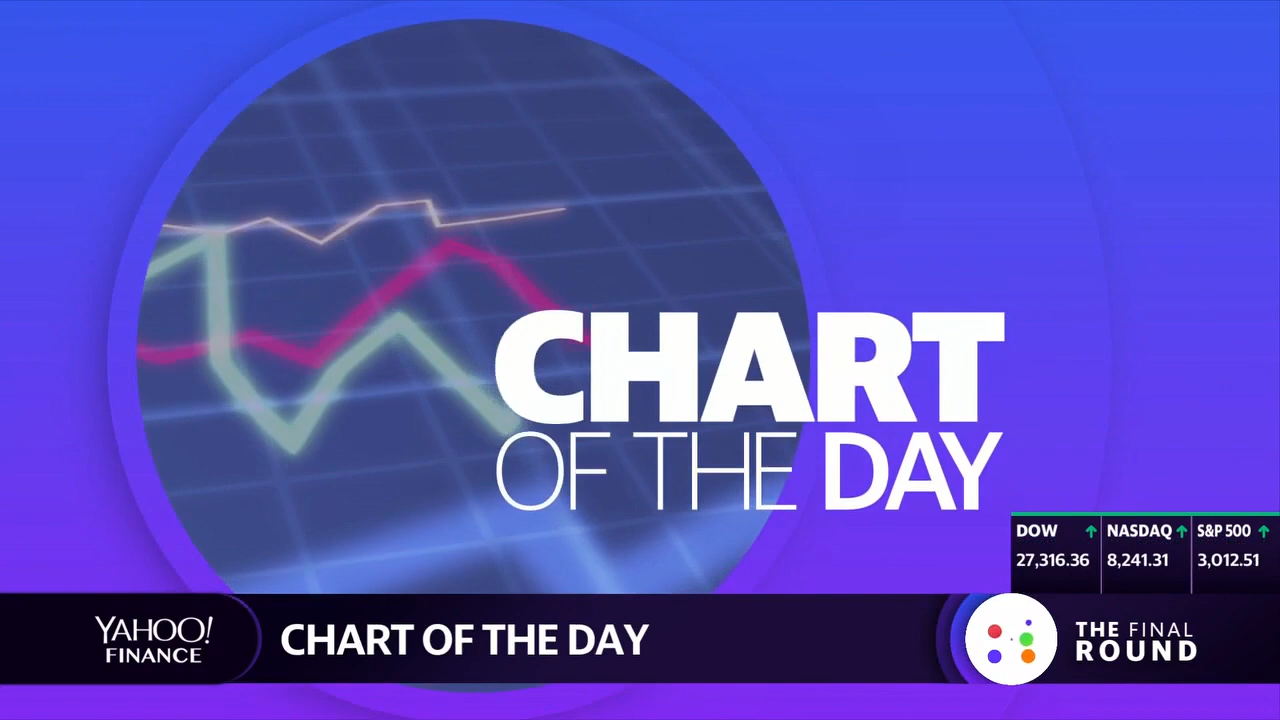 CHART
OF THE DAY
DOW NASDAQ S&P 500
27,316.36 8,241.31 3,012.51
YAHOO!
FINANCE
CHART OF THE DAY
THE FINAL
ROUND